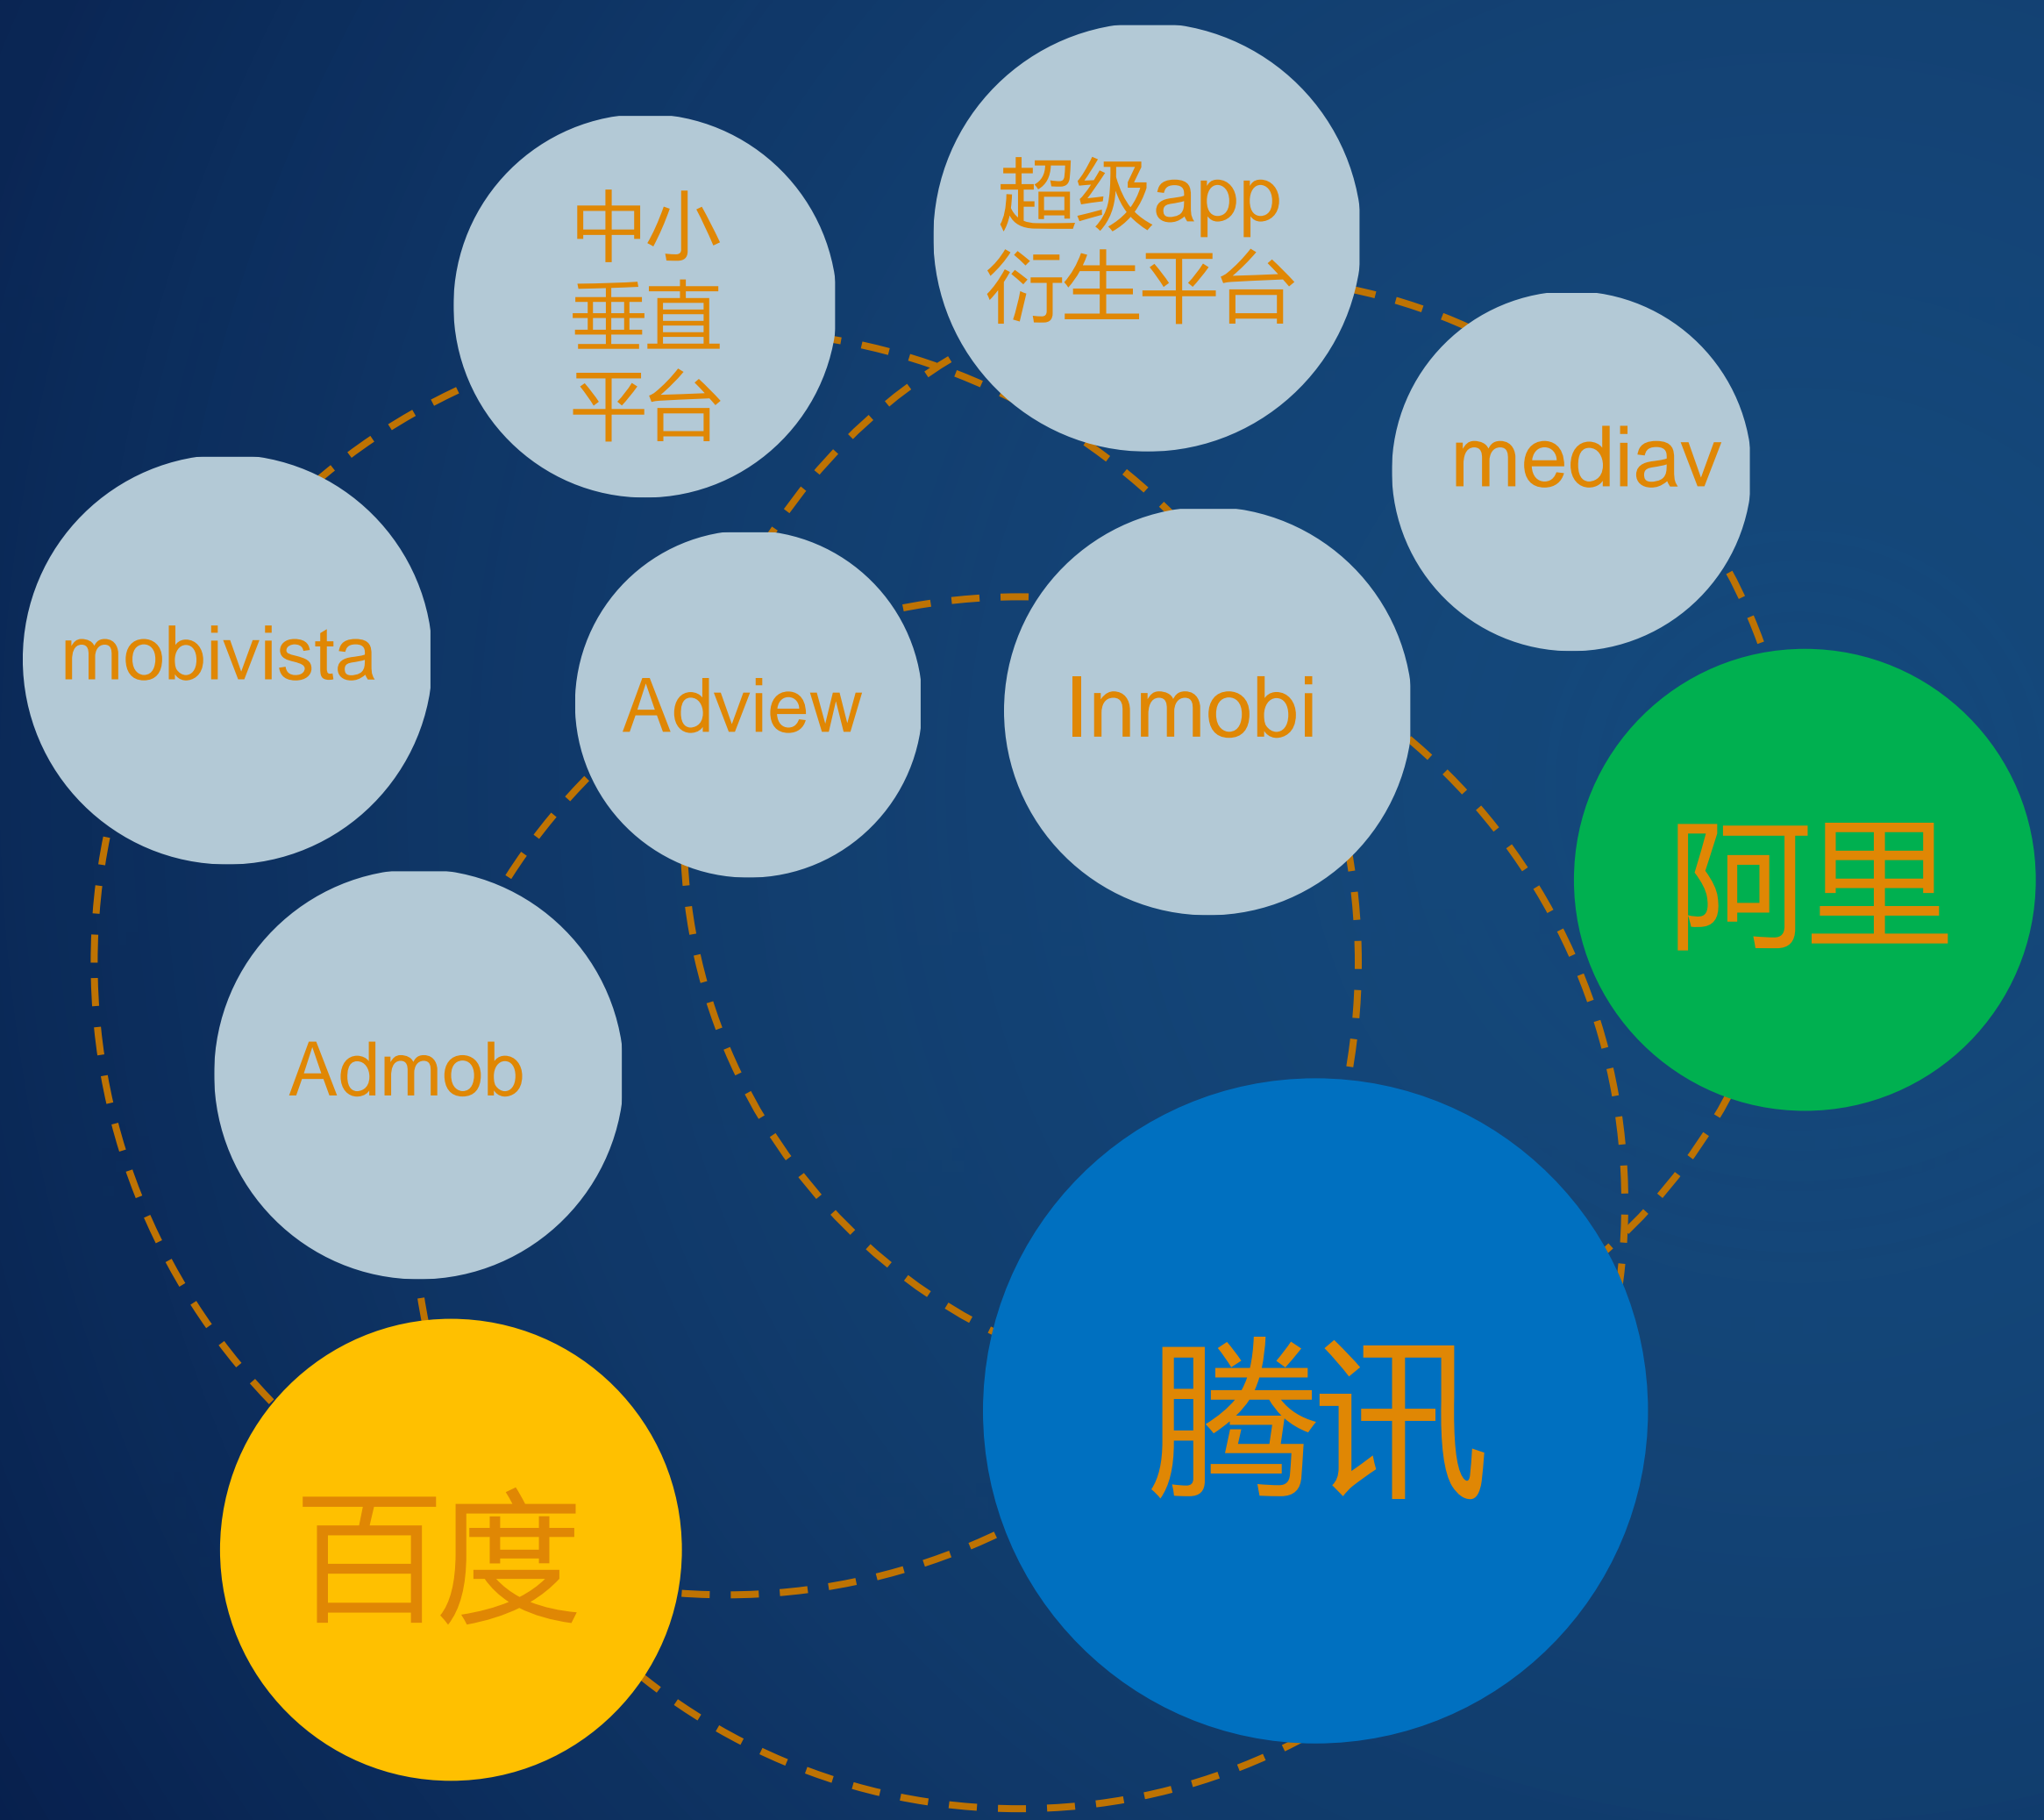 超级app
衍生平台
中小
垂直
平台
mediav
mobivista
Adview
Inmobi
阿里
Admob
腾讯
百度